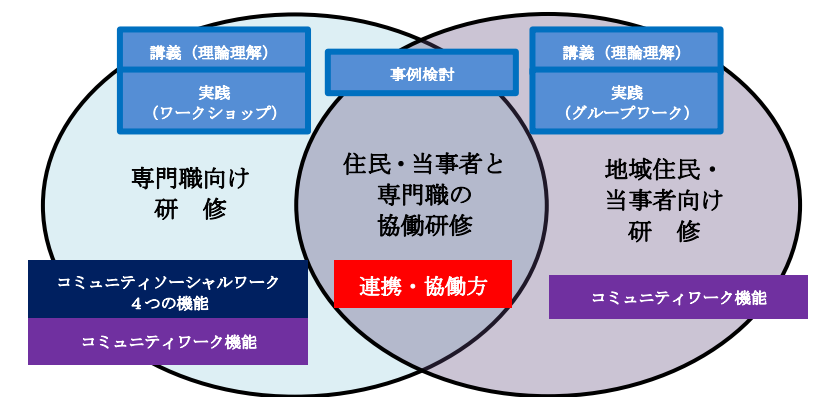 講義（理論理解）
実践
（ワークショップ）
専門職向け
研　修
コミュニティソーシャルワーク
４つの機能
コミュニティワーク機能
事例検討
住民・当事者と
専門職の
協働研修
連携・協働方
講義（理論理解）
実践
（グループワーク）
地域住民・
当事者向け
研　修
コミュニティワーク機能